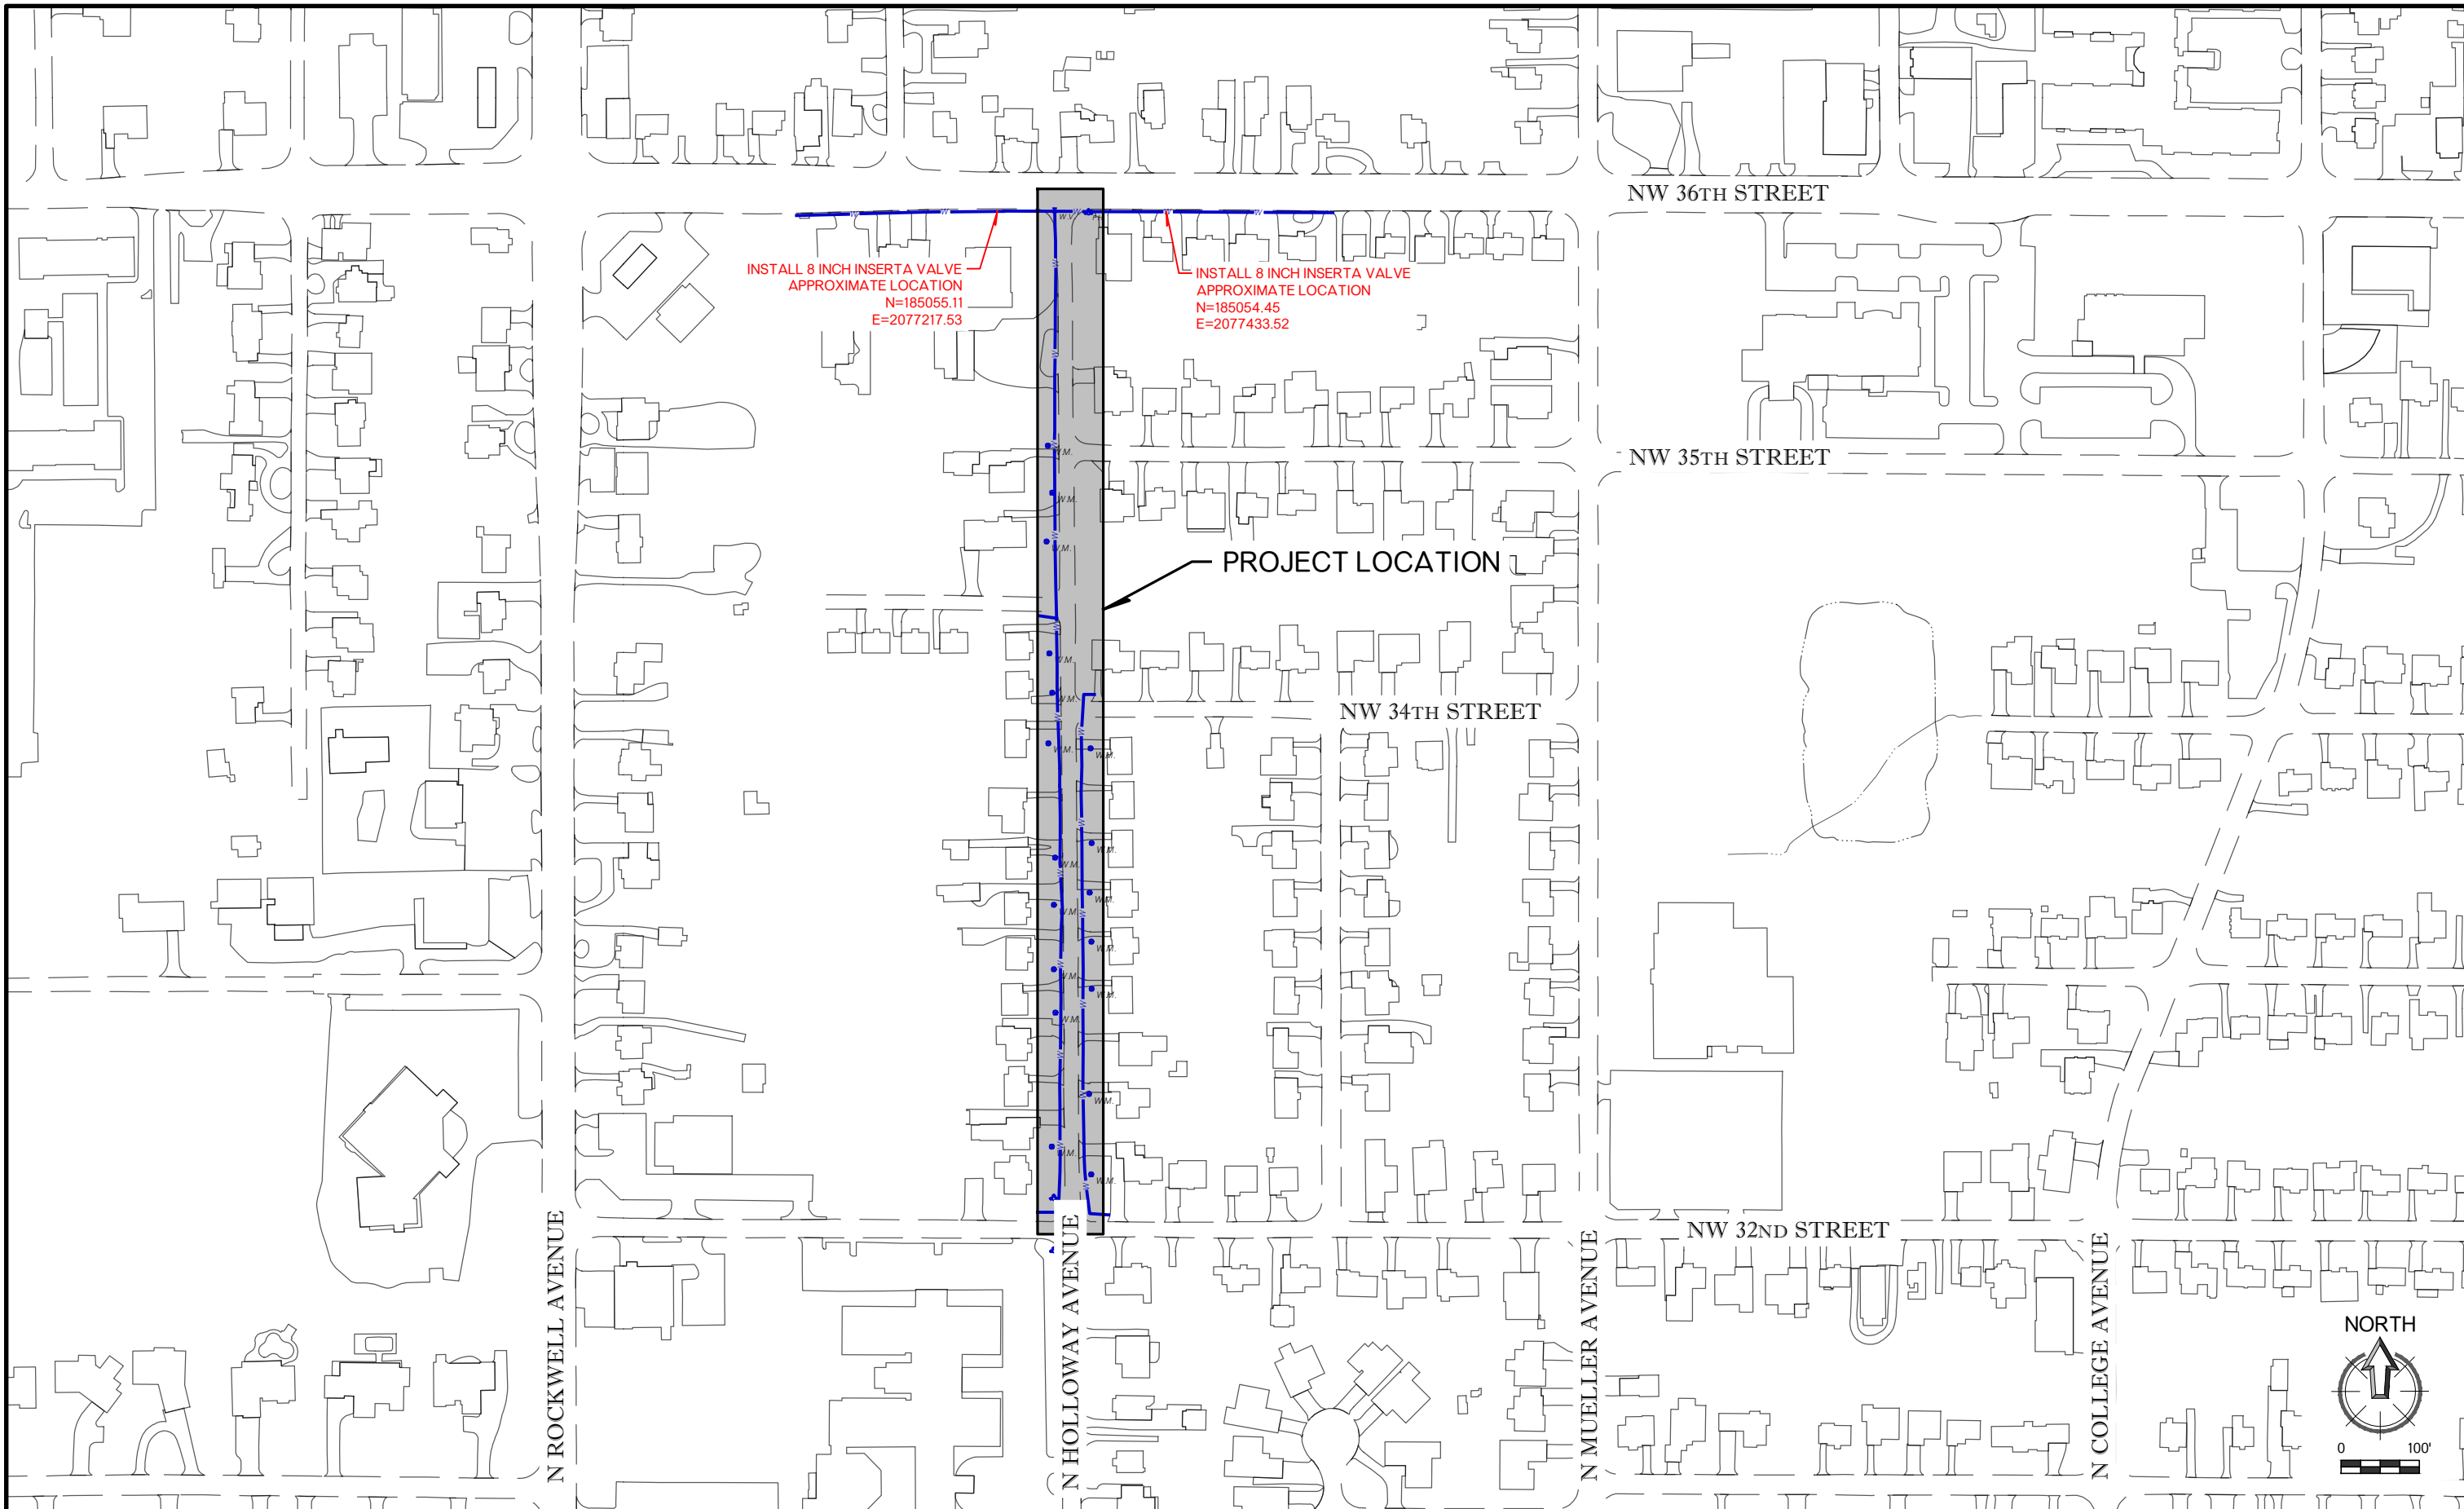 NW 36TH STREET
W
W
W
W
W
W.V.
INSTALL 8 INCH INSERTA VALVE
APPROXIMATE LOCATION
N=185055.11
E=2077217.53
INSTALL 8 INCH INSERTA VALVE
APPROXIMATE LOCATION
N=185054.45
E=2077433.52
W
W
W
W.M.
NW 35TH STREET
W.M.
W
W.M.
PROJECT LOCATION
W
W.M.
W.M.
NW 34TH STREET
W
W
W.M.
W.M.
W
W.M.
W.M.
W
W.M.
W.M.
W
W.M.
W
W.M.
W.M.
W
W.M.
W
W
W.M.
W
W.M.
W.M.
W
NW 32ND STREET
N ROCKWELL AVENUE
N HOLLOWAY AVENUE
N MUELLER AVENUE
N COLLEGE AVENUE
NORTH
0 100'